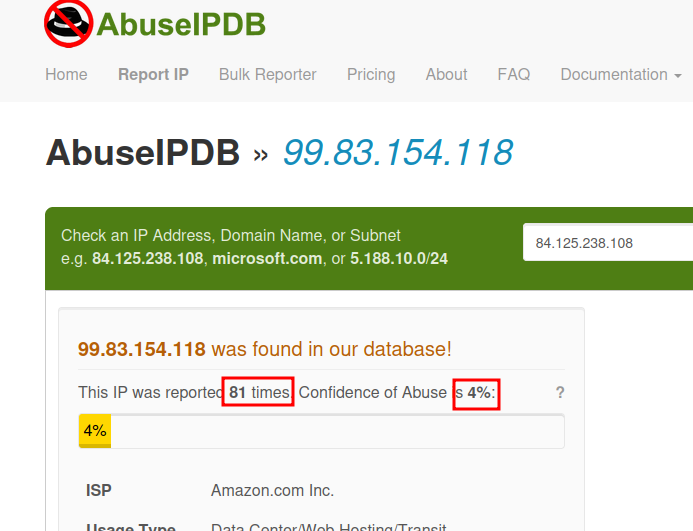 AbuseIPDB
Home Report IP Bulk Reporter Pricing About FAQ Documentation
AbuseIPDB » 99.83.154.118
Check an IP Address, Domain Name, or Subnet
e.g. 84.125.238.108, microsoft.com, or 5.188.10.0/24
84.125.238.108
99.83.154.118 was found in our database!
This IP was reported 81 times. Confidence of Abuse is 4%: ?
4%
ISP Amazon.com Inc.
Usage Type Data Center/Web Hosting/Transit